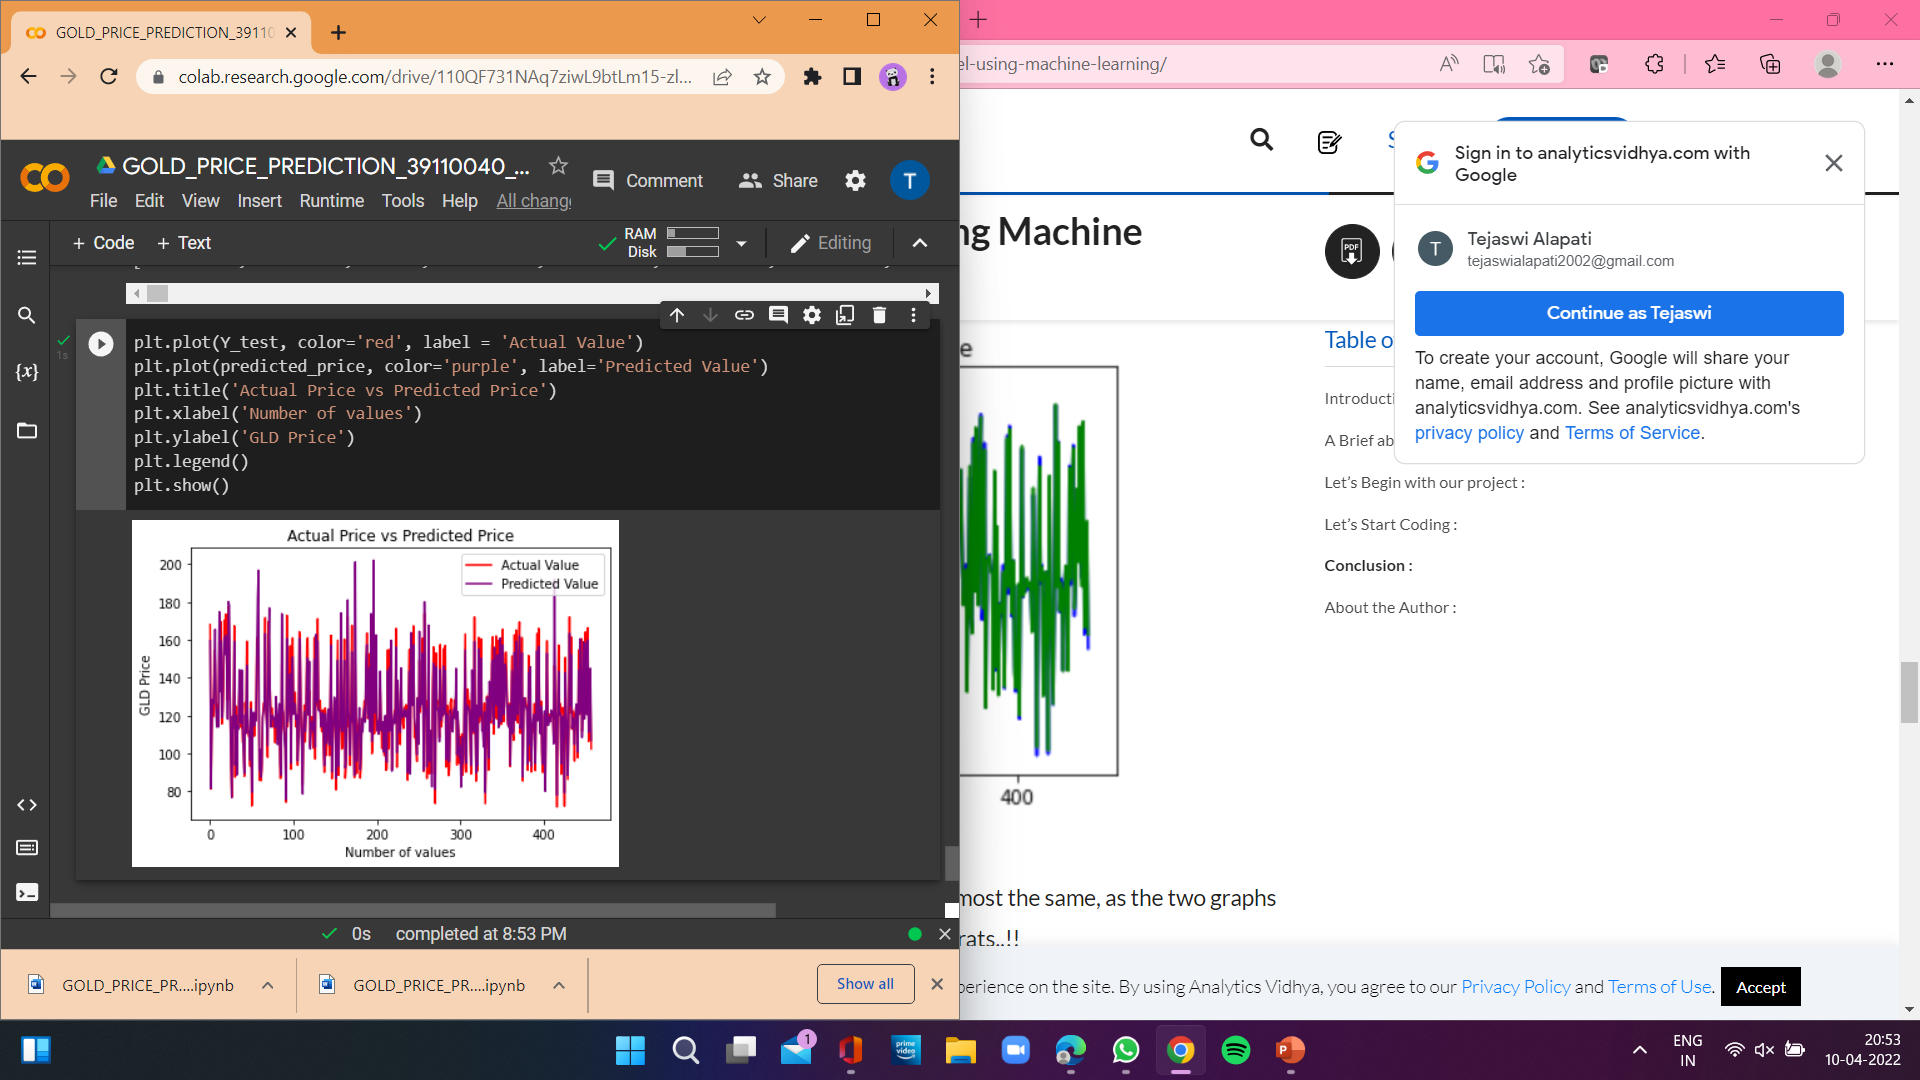 GOLD_PRICE_PREDICTION_39110
colab.research.google.com/drive/110QF731NAq7ziwL9btLm15-zl...
GOLD_PRICE_PREDICTION_39110040_...
Comment
Share
T
File Edit View Insert Runtime Tools Help All chang
+ Code + Text
RAM
Disk
Editing
1s
{x}
plt.plot(Y_test, color='red', label = 'Actual Value')
plt.plot(predicted_price, color='purple', label='Predicted Value')
plt.title('Actual Price vs Predicted Price')
plt.xlabel('Number of values')
plt.ylabel('GLD Price')
plt.legend()
plt.show()
Actual Price vs Predicted Price
Actual Value
Predicted Value
200
180
160
140
120
100
80
GLD Price
0 100 200 300 400
Number of values
0s completed at 8:53 PM
GOLD_PRICE_PR....ipynb
GOLD_PRICE_PR....ipynb
Show all
el-using-machine-learning/
ng Machine
PDF
Sign in to analyticsvidhya.com with
Google
T
Tejaswi Alapati
tejaswialapati2002@gmail.com
Continue as Tejaswi
To create your account, Google will share your
name, email address and profile picture with
analyticsvidhya.com. See analyticsvidhya.com's
privacy policy and Terms of Service.
Table o
Introducti
A Brief ab
Let's Begin with our project :
Let's Start Coding :
Conclusion :
About the Author :
e
400
most the same, as the two graphs
rats..!!
perience on the site. By using Analytics Vidhya, you agree to our Privacy Policy and Terms of Use.
Accept
1
prime
video
ENG
IN
20:53
10-04-2022